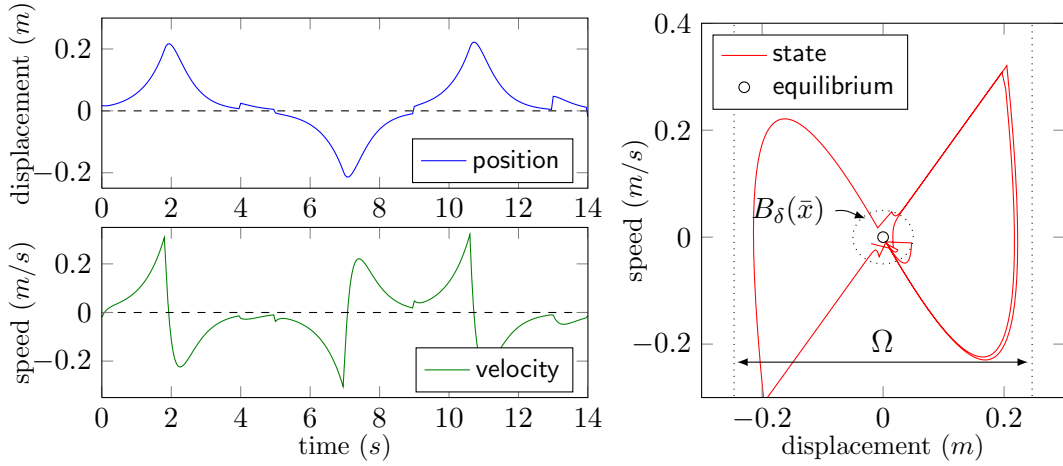 displacement (m)
0.2
0
−0.2
0 2 4 6 8 10 12 14
position
speed (m/s)
0.2
0
−0.2
0 2 4 6 8 10 12 14
velocity
time (s)
speed (m/s)
0.4
0.2
0
−0.2
state
equilibrium
B_δ(x̄)
Ω
−0.2 0 0.2
displacement (m)